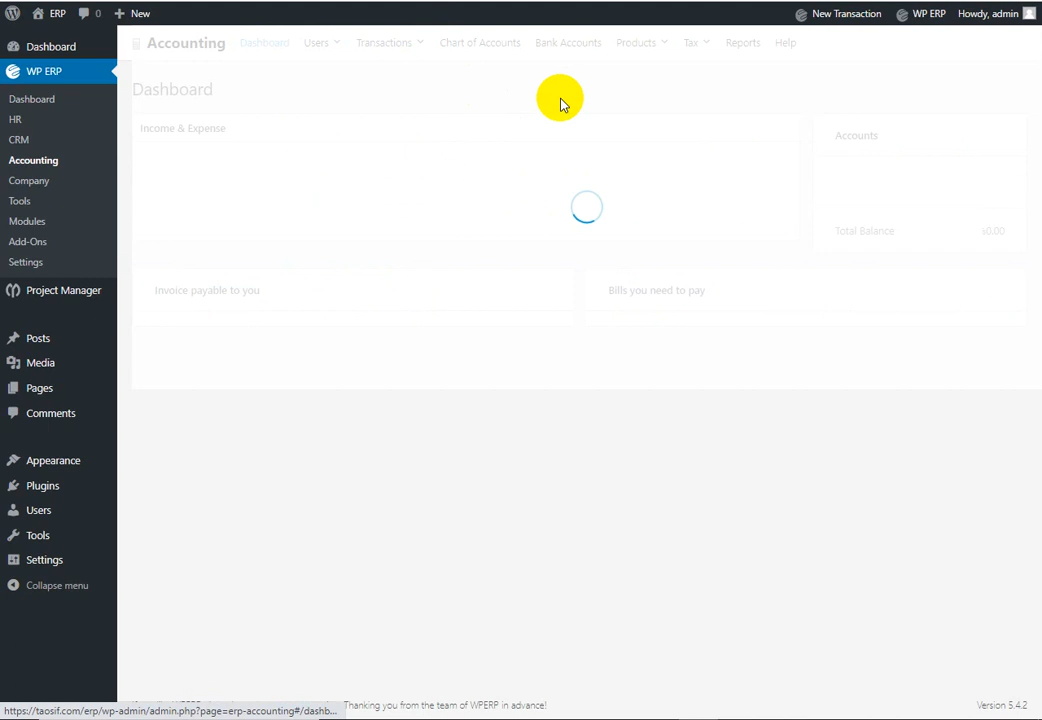 ERP 0 New New Transaction WP ERP Howdy, admin
Dashboard
WP ERP
Dashboard
HR
CRM
Accounting
Company
Tools
Modules
Add-Ons
Settings
Project Manager
Posts
Media
Pages
Comments
Appearance
Plugins
Users
Tools
Settings
Collapse menu
Accounting Dashboard Users Transactions Chart of Accounts Bank Accounts Products Tax Reports Help
Dashboard
Income & Expense
Accounts
Total Balance 0.00
Invoice payable to you
Bills you need to pay
Thanking you from the team of WPERP in advance!
Version 5.4.2
https://taosif.com/erp/wp-admin/admin.php?page=erp-accounting#/dashb...